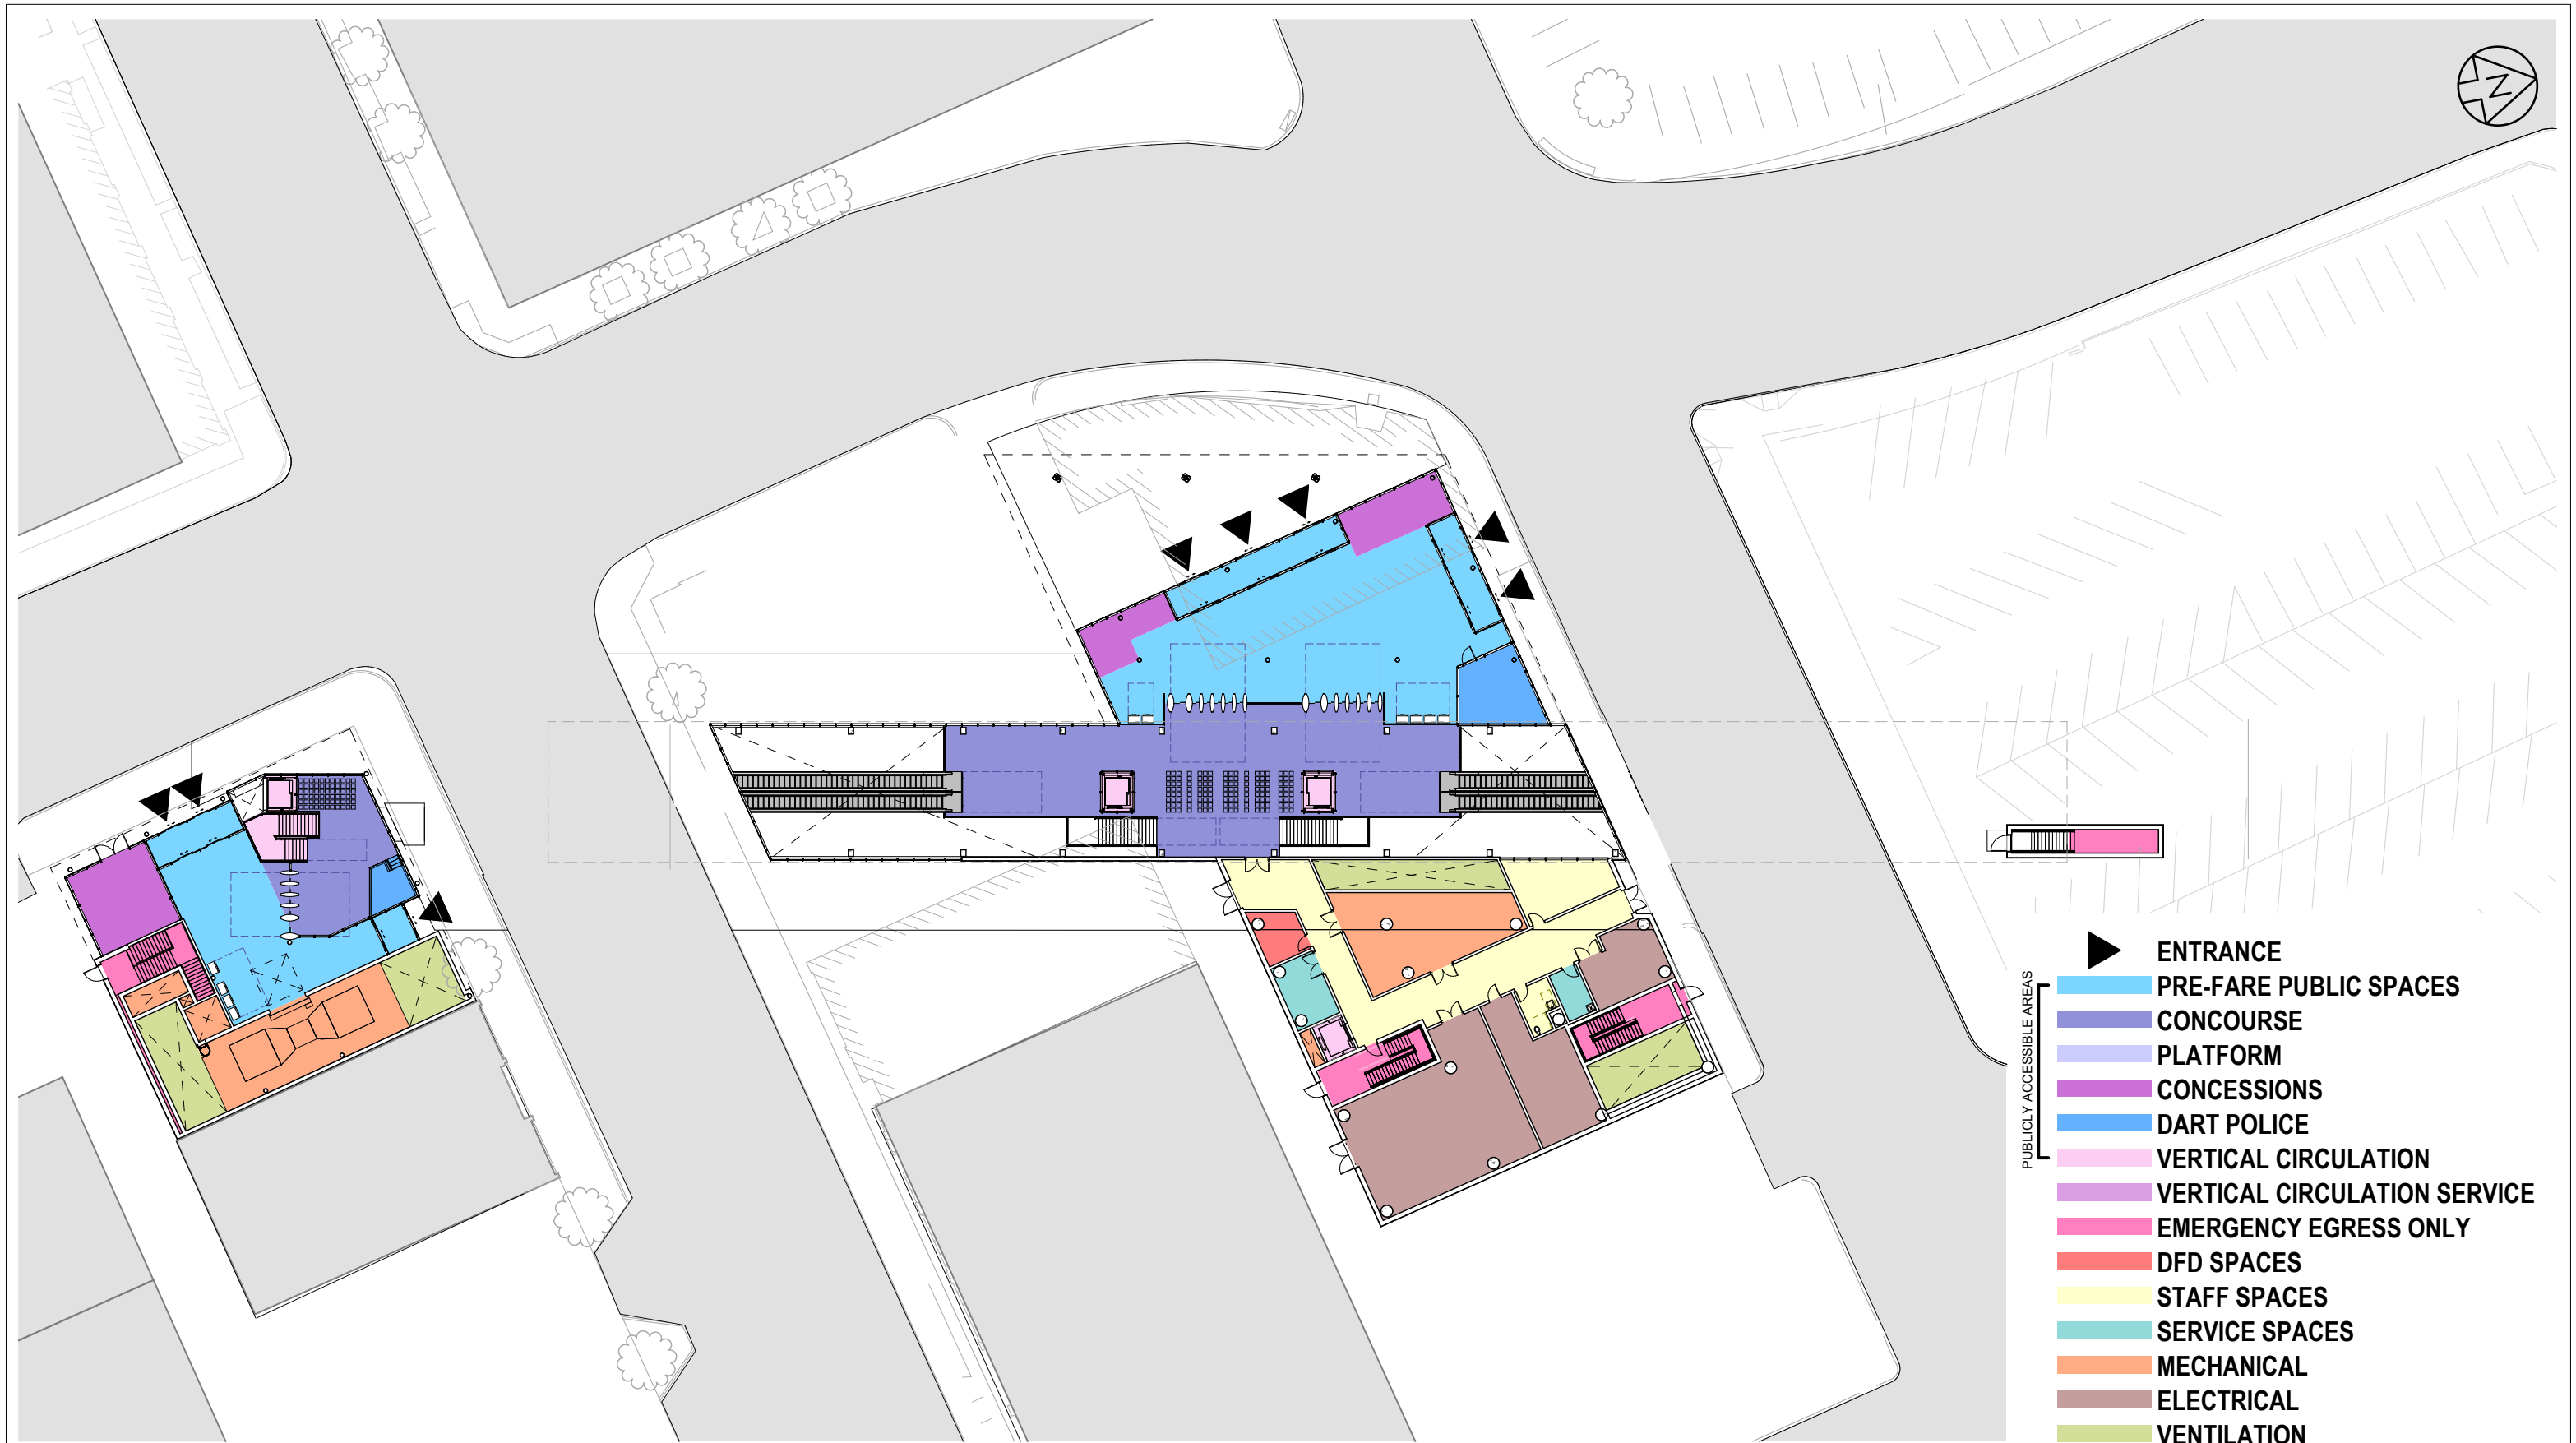 N
ENTRANCE
PUBLICLY ACCESSIBLE AREAS
PRE-FARE PUBLIC SPACES
CONCOURSE
PLATFORM
CONCESSIONS
DART POLICE
VERTICAL CIRCULATION
VERTICAL CIRCULATION SERVICE
EMERGENCY EGRESS ONLY
DFD SPACES
STAFF SPACES
SERVICE SPACES
MECHANICAL
ELECTRICAL
VENTILATION